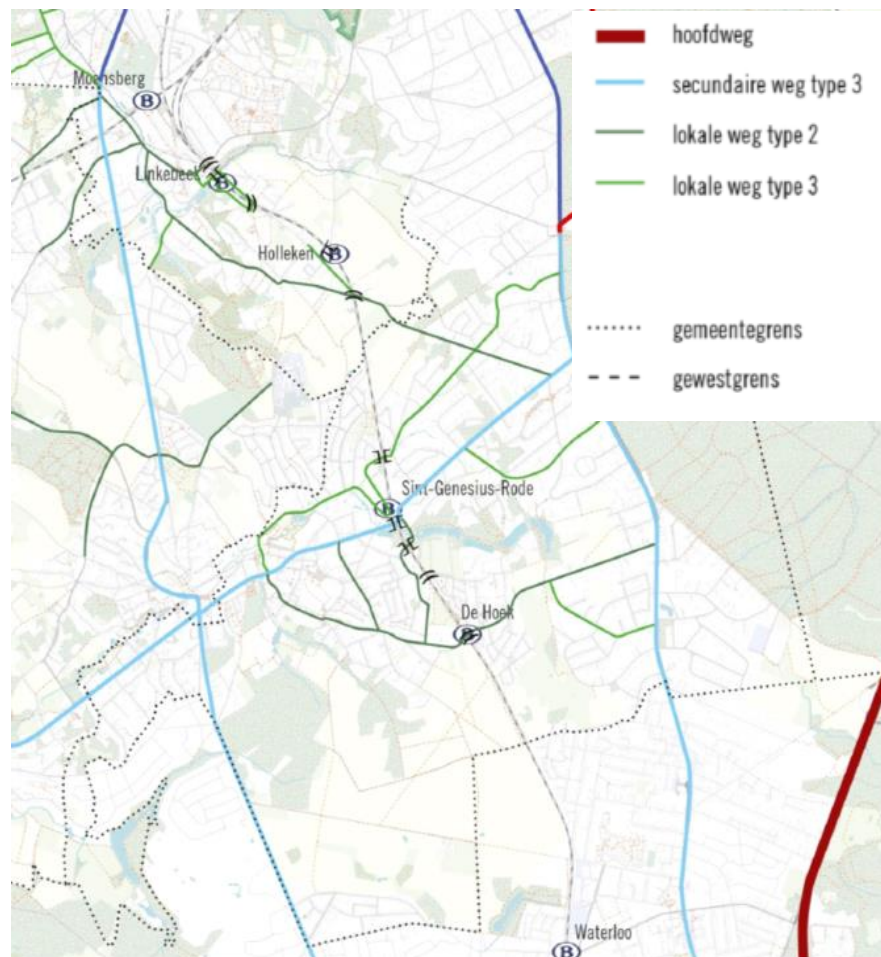 hoofdweg
secundaire weg type 3
lokale weg type 2
lokale weg type 3
gemeentegrens
gewestgrens
Moensberg
B
Linkebeek
B
Holleken
B
Sint-Genesius-Rode
B
De Hoek
B
Waterloo
B